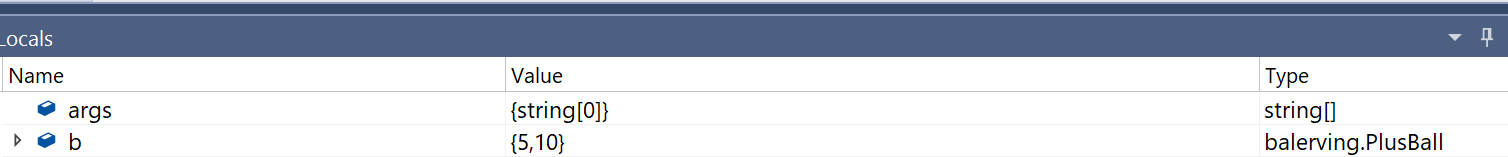 Locals
Name Value Type
args {string[0]} string[]
b {5,10} balerving.PlusBall